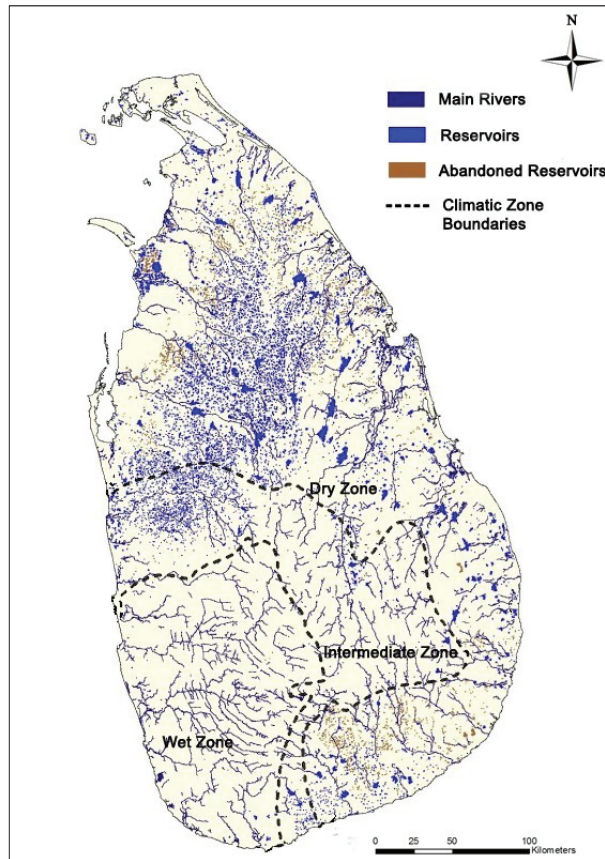 N
Main Rivers
Reservoirs
Abandoned Reservoirs
Climatic Zone
Boundaries
Dry Zone
Intermediate Zone
Wet Zone
0 25 50 100
Kilometers